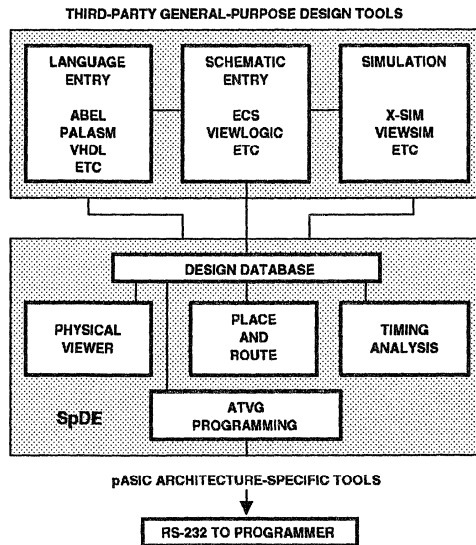 THIRD-PARTY GENERAL-PURPOSE DESIGN TOOLS
LANGUAGE
ENTRY
ABEL
PALASM
VHDL
ETC
SCHEMATIC
ENTRY
ECS
VIEWLOGIC
ETC
SIMULATION
X-SIM
VIEWSIM
ETC
DESIGN DATABASE
PHYSICAL
VIEWER
PLACE
AND
ROUTE
TIMING
ANALYSIS
SpDE
ATVG
PROGRAMMING
pASIC ARCHITECTURE-SPECIFIC TOOLS
RS-232 TO PROGRAMMER